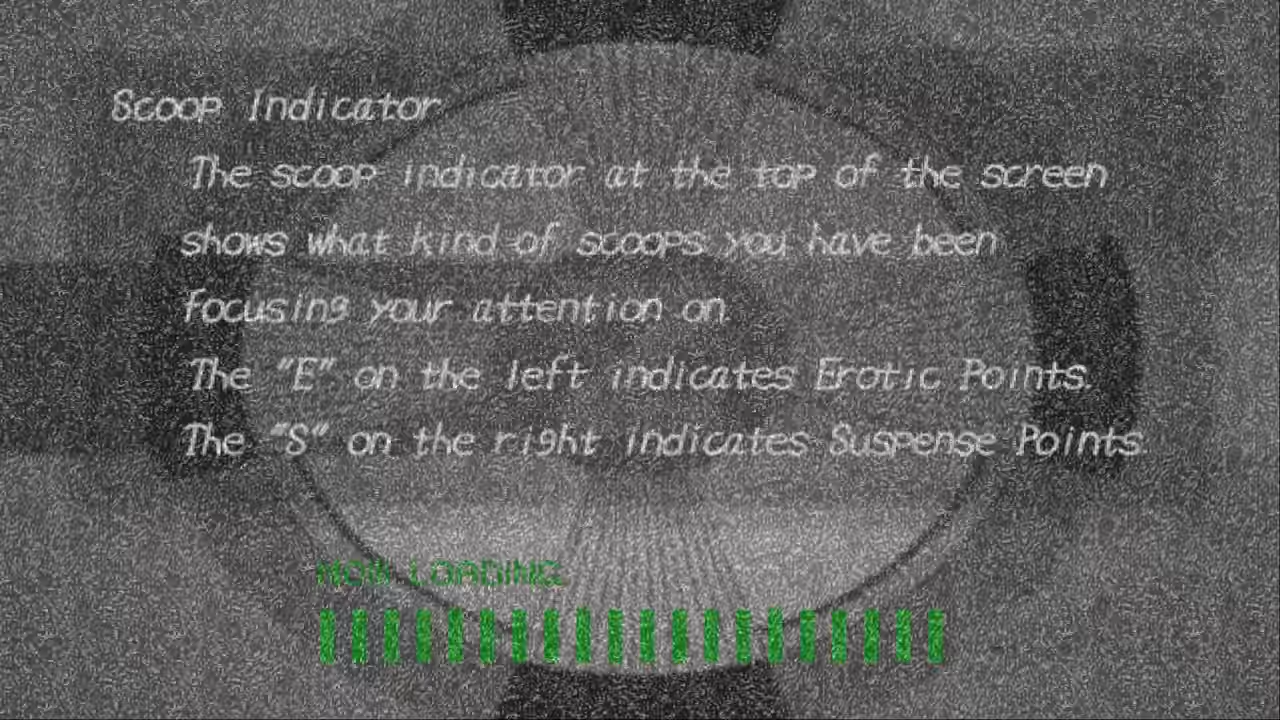 Scoop Indicator
The scoop indicator at the top of the screen
shows what kind of scoops you have been
focusing your attention on.
The "E" on the left indicates Erotic Points.
The "S" on the right indicates Suspense Points.
NOW LOADING...